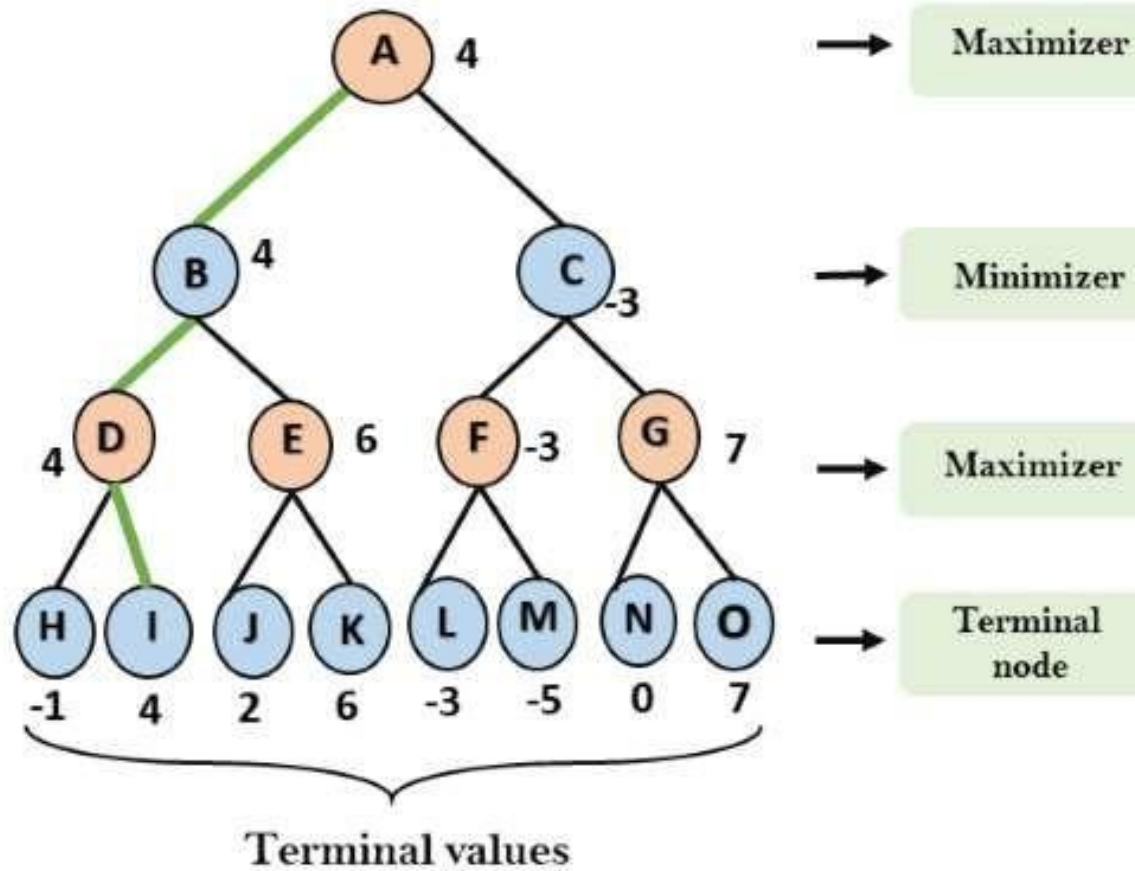 A 4 Maximizer
B 4 C -3 Minimizer
D 4 E 6 F -3 G 7 Maximizer
H I J K L M N O Terminal
node
-1 4 2 6 -3 -5 0 7
Terminal values